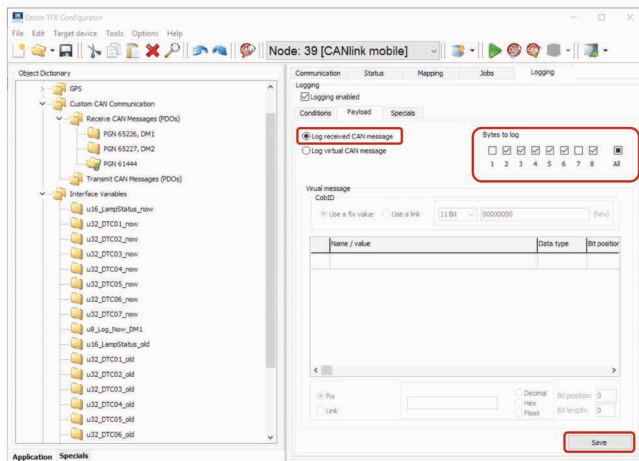 Eaton TTX Configurator
File Edit Target device Tools Options Help
Node: 39 [CANlink mobile]
Object Dictionary
GPS
Custom CAN Communication
Receive CAN Messages (PDOs)
PGN 65226, DM1
PGN 65227, DM2
PGN 61444
Transmit CAN Messages (PDOs)
Interface Variables
u16_LampStatus_now
u32_DTC01_now
u32_DTC02_now
u32_DTC03_now
u32_DTC04_now
u32_DTC05_now
u32_DTC06_now
u32_DTC07_now
u8_Log_Now_DM1
u16_LampStatus_old
u32_DTC01_old
u32_DTC02_old
u32_DTC03_old
u32_DTC04_old
u32_DTC05_old
u32_DTC06_old
Application Specials
Communication Status Mapping Jobs Logging
Logging
Logging enabled
Conditions Payload Specials
Log received CAN message
Log virtual CAN message
Bytes to log
1 2 3 4 5 6 7 8 All
Virual message
CobID
Use a fix value Use a link 11 Bit 00000000 (hex)
Name / value Data type Bit position
Fix
Link
Decimal
Hex
Float
Bit position: 0
Bit length: 0
Save